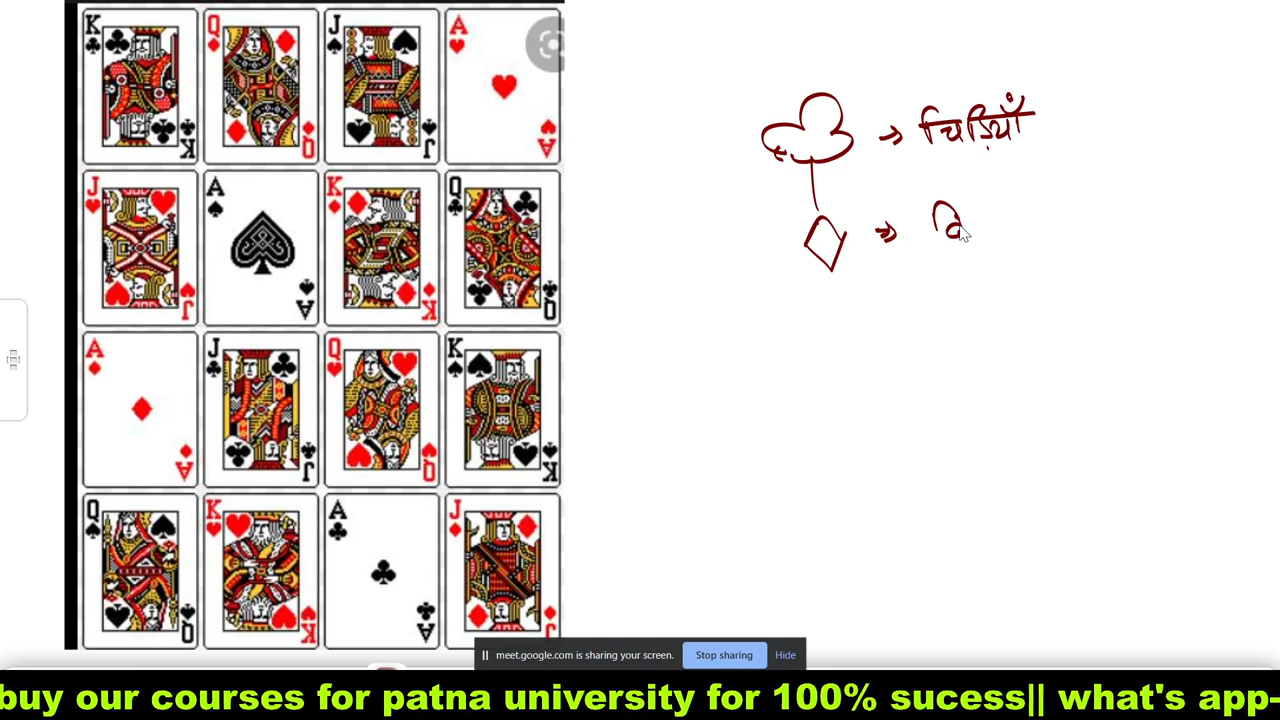 K Q J A
K Q J A
J A K Q
J A K Q
A J Q K
A J Q K
Q K A J
Q K A J
→ चिड़ियाँ
→
meet.google.com is sharing your screen. Stop sharing Hide
buy our courses for patna university for 100% sucess|| what's app-